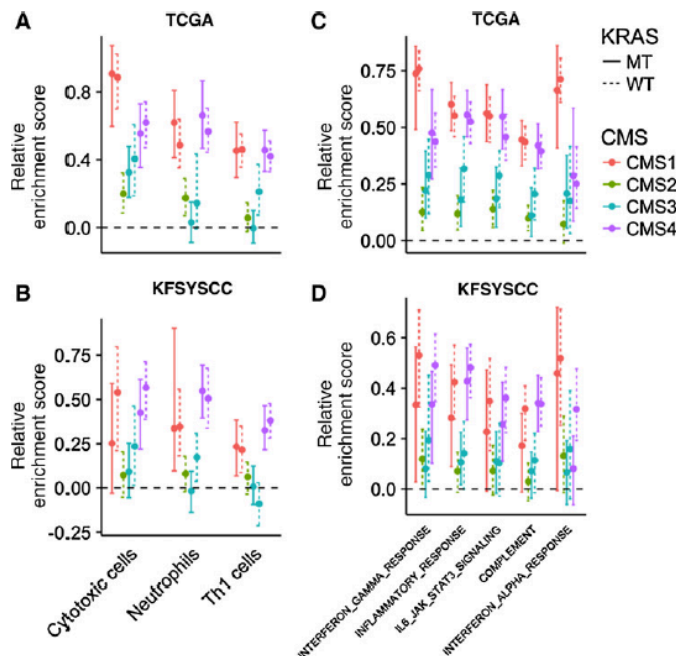 A
TCGA
Relative
enrichment score
0.8
0.4
0.0
C
TCGA
Relative
enrichment score
0.75
0.50
0.25
0.00
KRAS
MT
WT
CMS
CMS1
CMS2
CMS3
CMS4
B
KFSYSCC
Relative
enrichment score
0.75
0.50
0.25
0.00
-0.25
Cytotoxic cells
Neutrophils
Th1 cells
D
KFSYSCC
Relative
enrichment score
0.6
0.4
0.2
0.0
INTERFERON_GAMMA_RESPONSE
INFLAMMATORY_RESPONSE
IL6_JAK_STAT3_SIGNALING
COMPLEMENT
INTERFERON_ALPHA_RESPONSE